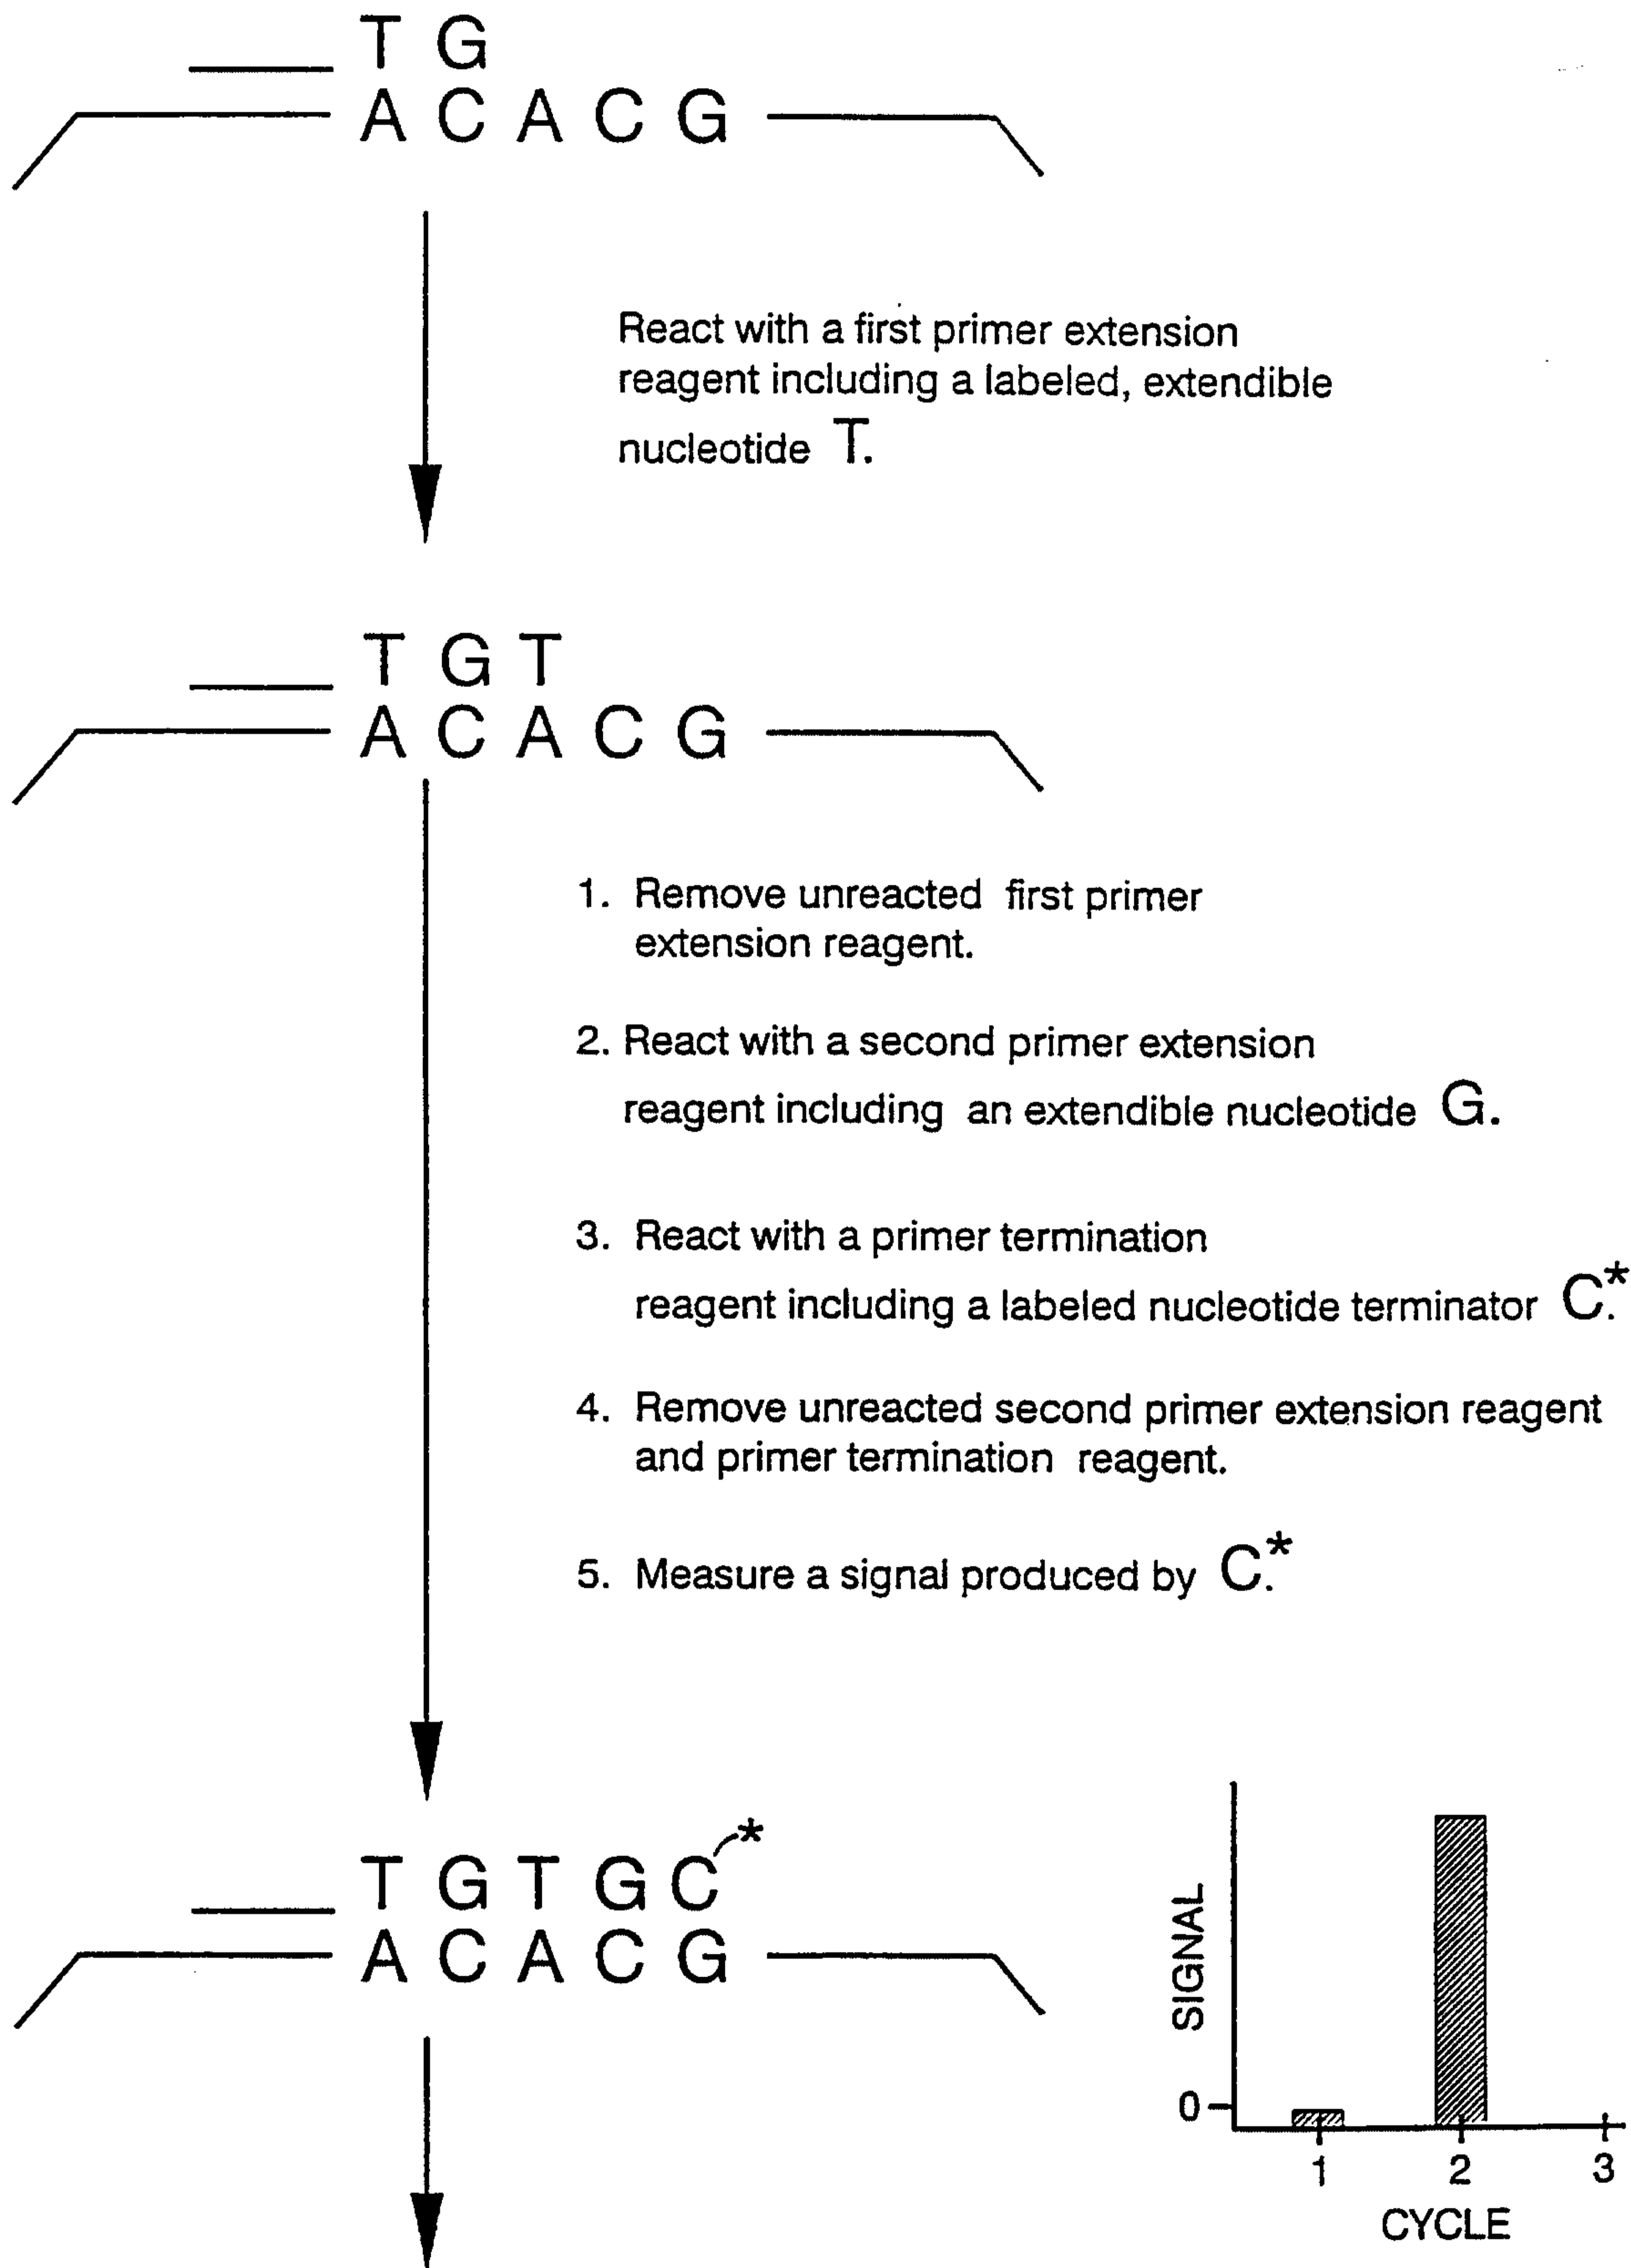 T G
A C A C G
React with a first primer extension
reagent including a labeled, extendible
nucleotide T.
T G T
A C A C G
1. Remove unreacted first primer
extension reagent.
2. React with a second primer extension
reagent including an extendible nucleotide G.
3. React with a primer termination
reagent including a labeled nucleotide terminator C.*
4. Remove unreacted second primer extension reagent
and primer termination reagent.
5. Measure a signal produced by C.*
T G T G C*
A C A C G
SIGNAL
0
1 2 3
CYCLE